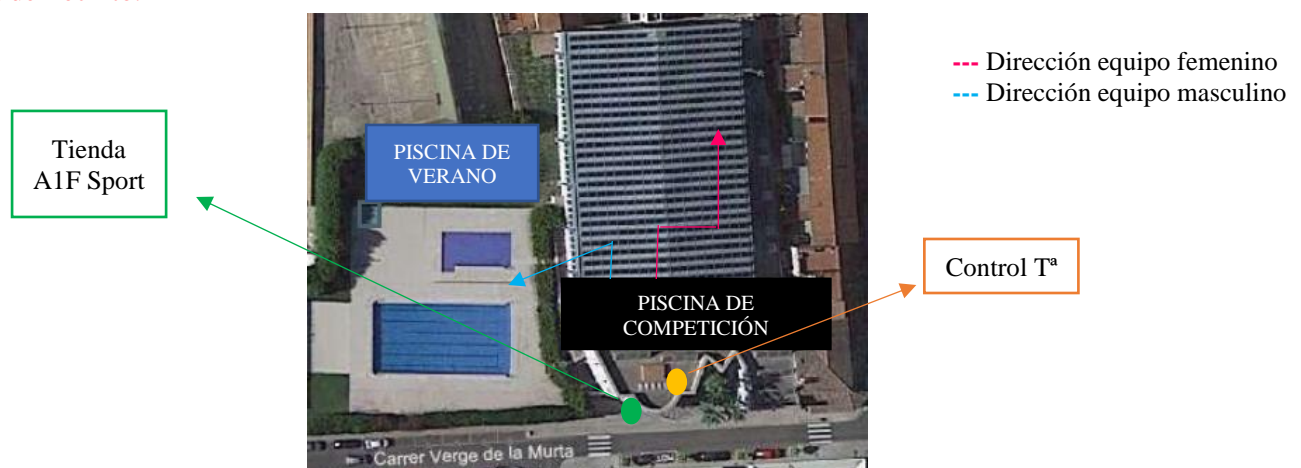 --- Dirección equipo femenino
--- Dirección equipo masculino
Tienda
A1F Sport
PISCINA DE
VERANO
Control Tª
PISCINA DE
COMPETICIÓN
Carrer Verge de la Murta